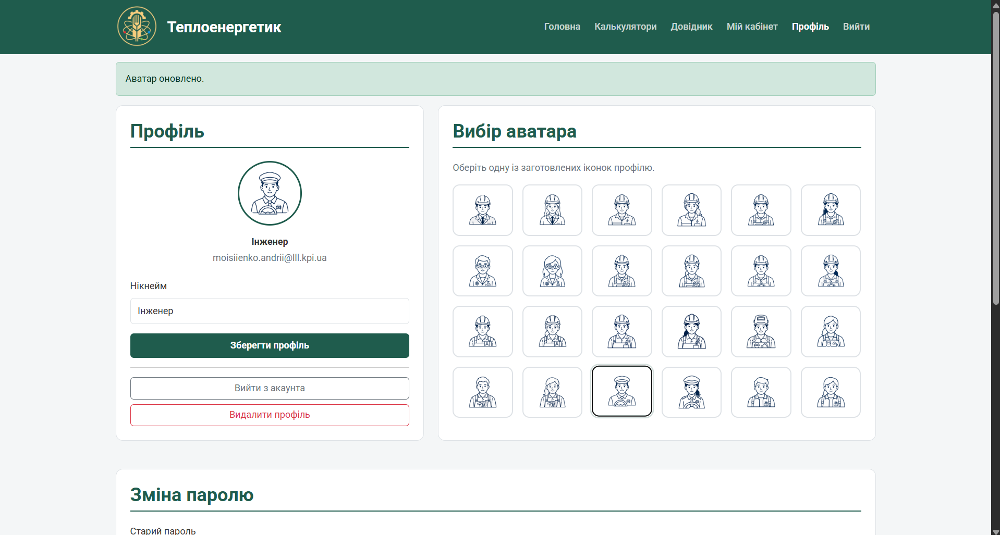 Теплоенергетик
Головна Калькулятори Довідник Мій кабінет Профіль Вийти
Аватар оновлено.
Профіль
Інженер
moisiienko.andrii@lll.kpi.ua
Нікнейм
Інженер
Зберегти профіль
Вийти з акаунта
Видалити профіль
Вибір аватара
Оберіть одну із заготовлених іконок профілю.
Зміна паролю
Старий пароль